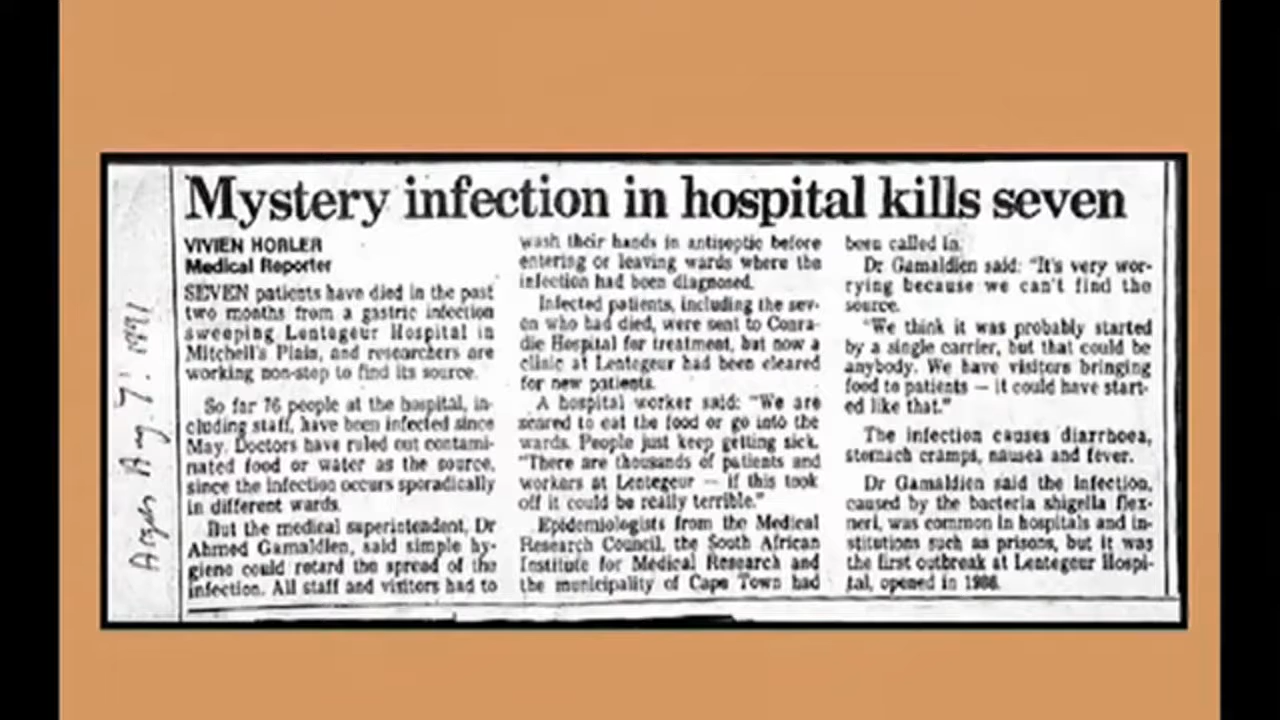 Mystery infection in hospital kills seven
VIVIEN HORLER
Medical Reporter
SEVEN patients have died in the past
two months from a gastric infection
sweeping Lentegeur Hospital in
Mitchell's Plain, and researchers are
working non-stop to find its source.
So far 76 people at the hospital, in-
cluding staff, have been infected since
May. Doctors have ruled out contami-
nated food or water as the source,
since the infection occurs sporadically
in different wards.
But the medical superintendent, Dr
Ahmed Gamaldien, said simple hy-
giene could retard the spread of the
infection. All staff and visitors had to
wash their hands in antiseptic before
entering or leaving wards where the
infection had been diagnosed.
Infected patients, including the sev-
en who had died, were sent to Conra-
die Hospital for treatment, but now a
clinic at Lentegeur had been cleared
for new patients.
A hospital worker said: "We are
scared to eat the food or go into the
wards. People just keep getting sick.
"There are thousands of patients and
workers at Lentegeur — if this took
off it could be really terrible."
Epidemiologists from the Medical
Research Council, the South African
Institute for Medical Research and
the municipality of Cape Town had
been called in.
Dr Gamaldien said: "It's very wor-
rying because we can't find the
source.
"We think it was probably started
by a single carrier, but that could be
anybody. We have visitors bringing
food to patients — it could have start-
ed like that."
The infection causes diarrhoea,
stomach cramps, nausea and fever.
Dr Gamaldien said the infection,
caused by the bacteria shigella flex-
neri, was common in hospitals and in-
stitutions such as prisons, but it was
the first outbreak at Lentegeur Hospi-
tal, opened in
Aug 7. 1991